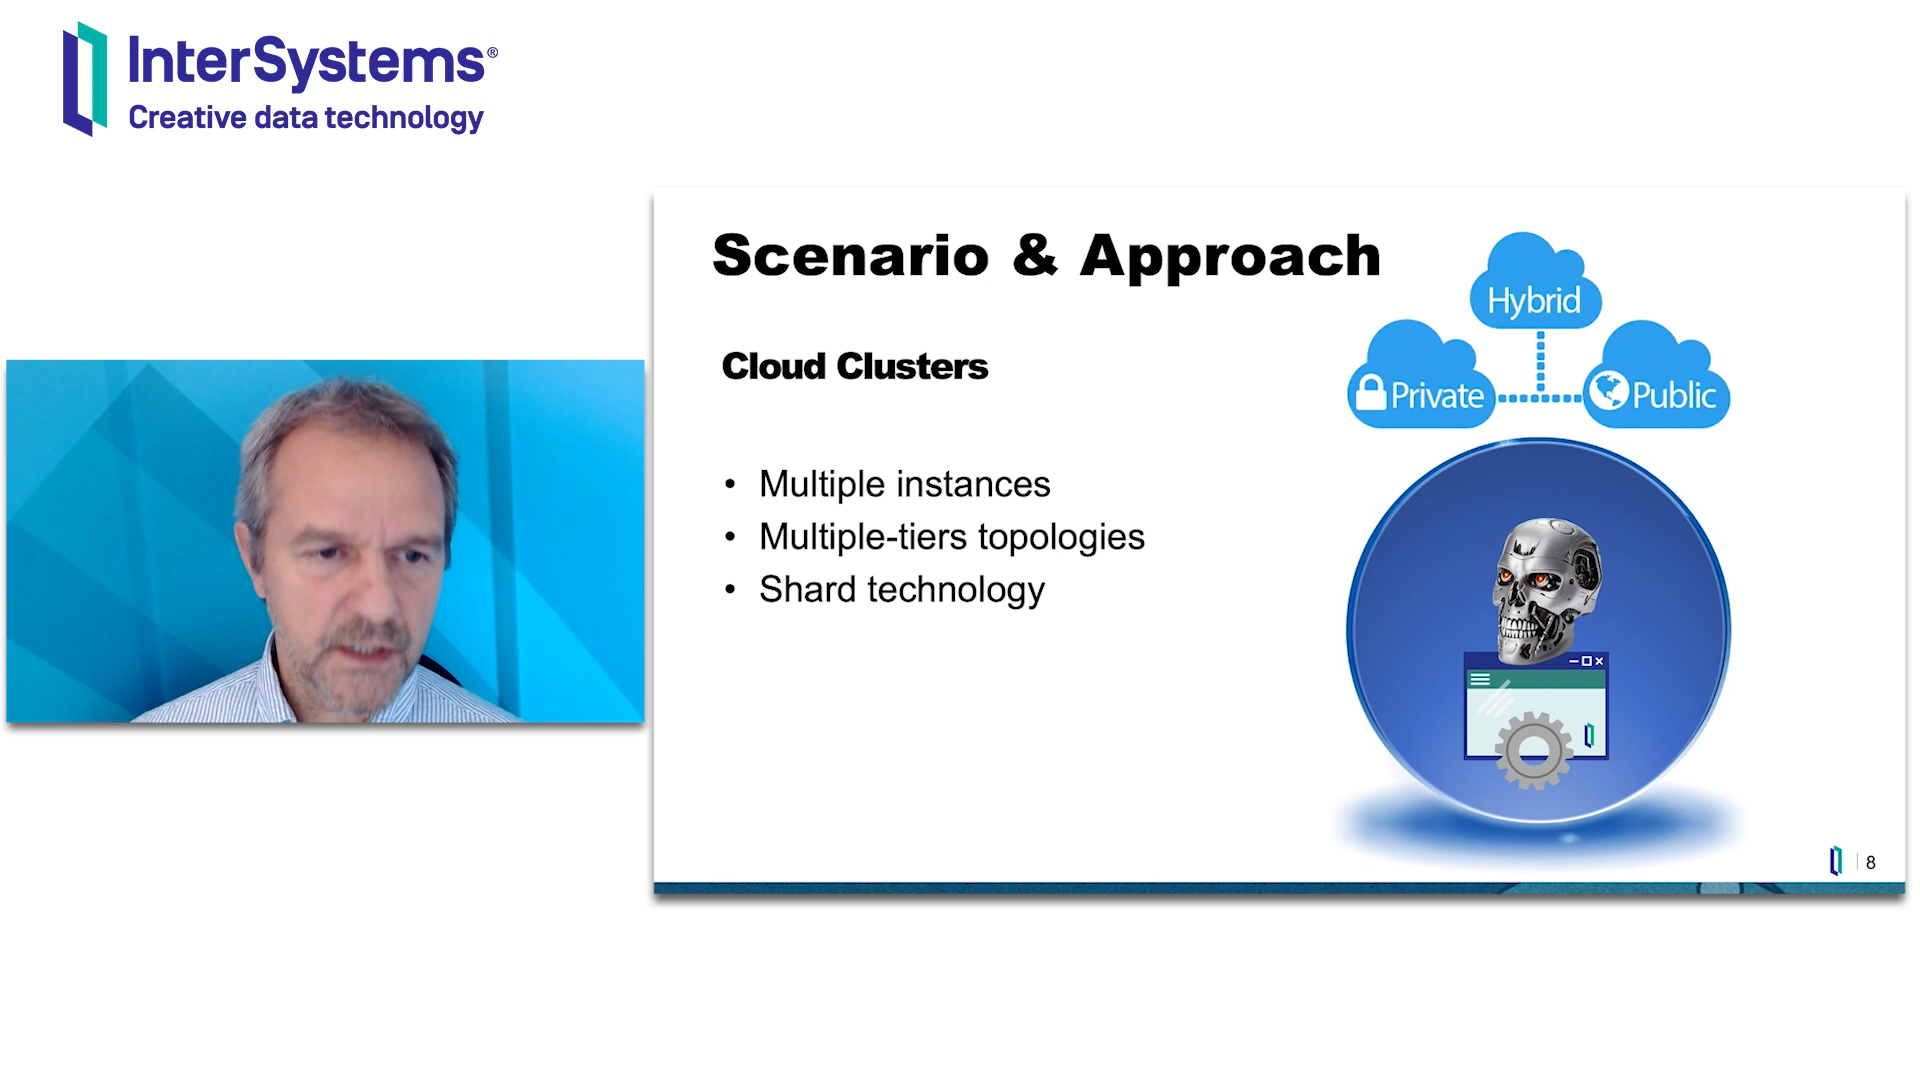 InterSystems®
Creative data technology
Scenario & Approach
Hybrid
Private
Public
Cloud Clusters
• Multiple instances
• Multiple-tiers topologies
• Shard technology
8